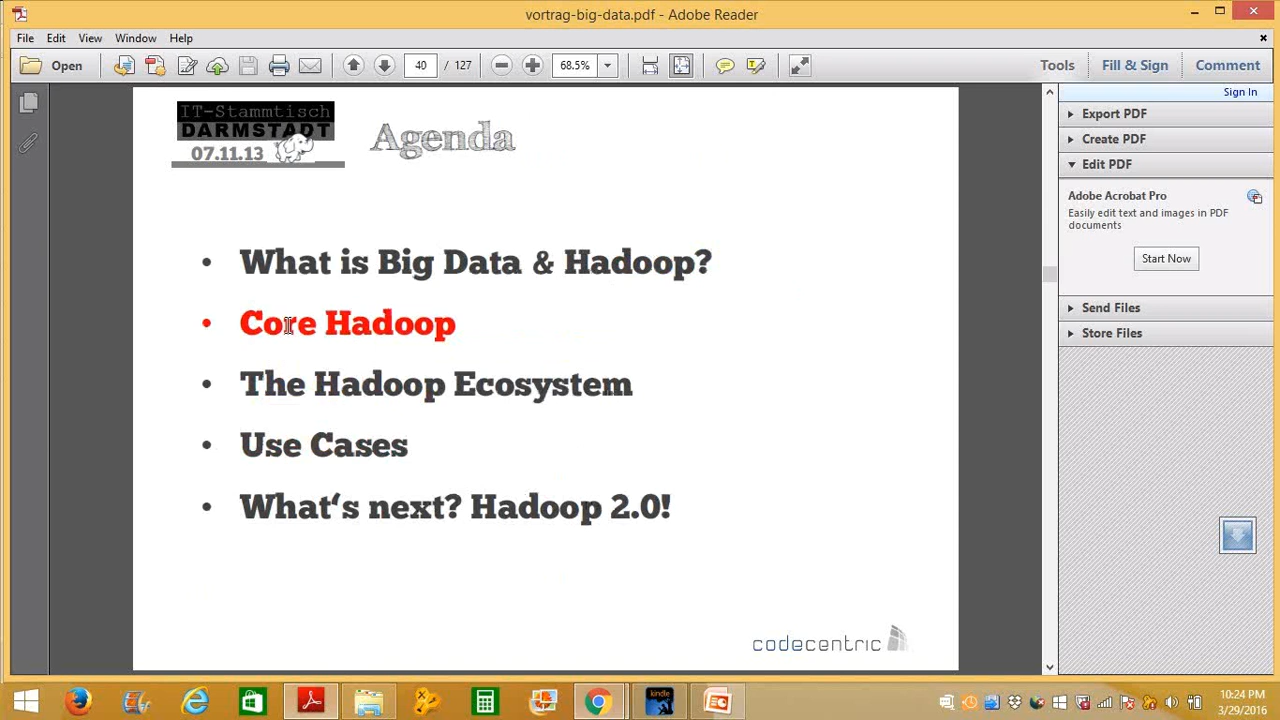 vortrag-big-data.pdf - Adobe Reader
File Edit View Window Help
Open 40 / 127 68.5% Tools Fill & Sign Comment
Sign In
IT-Stammtisch
DARMSTADT
07.11.13
Agenda
Export PDF
Create PDF
Edit PDF
Adobe Acrobat Pro
Easily edit text and images in PDF
documents
Start Now
Send Files
Store Files
• What is Big Data & Hadoop?
• Core Hadoop
• The Hadoop Ecosystem
• Use Cases
• What‘s next? Hadoop 2.0!
codecentric
kindle
10:24 PM
3/29/2016